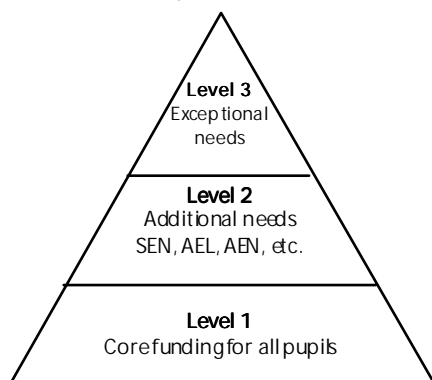 Level 3
Exceptional
needs
Level 2
Additional needs
SEN, AEL, AEN, etc.
Level 1
Core funding for all pupils